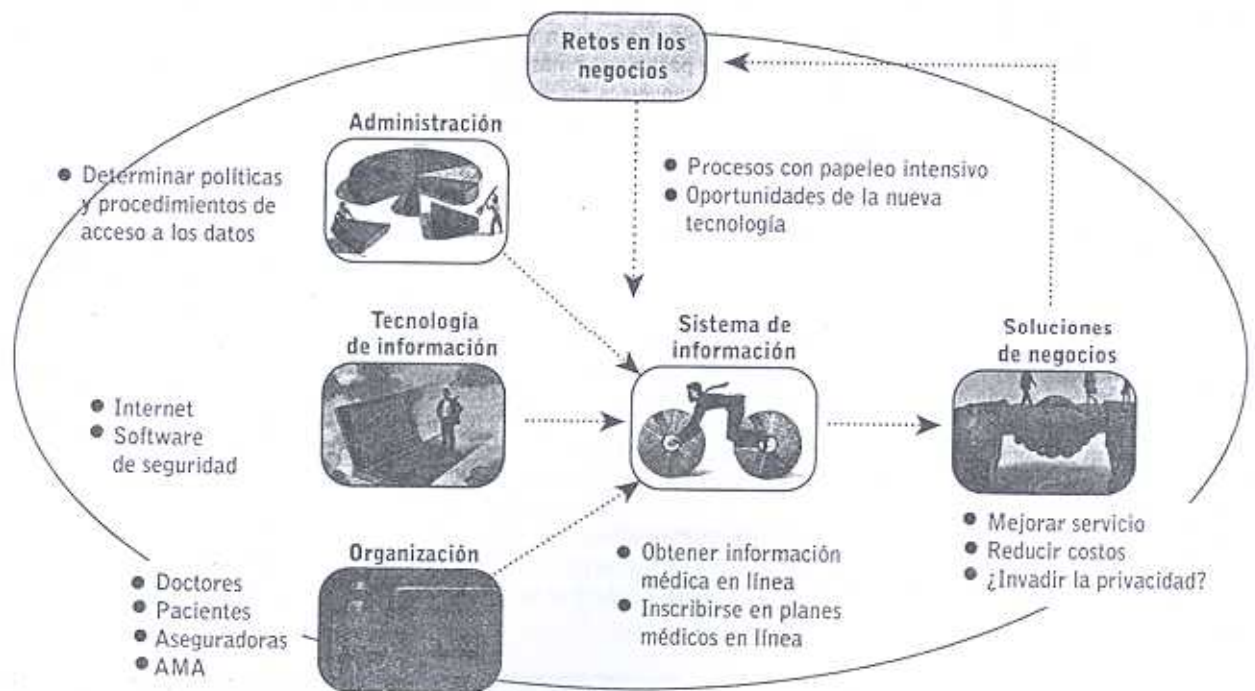 Retos en los
negocios
Administración
● Determinar políticas
y procedimientos de
acceso a los datos
● Procesos con papeleo intensivo
● Oportunidades de la nueva
tecnología
Tecnología
de información
● Internet
● Software
de seguridad
Sistema de
información
Soluciones
de negocios
Organización
● Doctores
● Pacientes
● Aseguradoras
● AMA
● Obtener información
médica en línea
● Inscribirse en planes
médicos en línea
● Mejorar servicio
● Reducir costos
● ¿Invadir la privacidad?